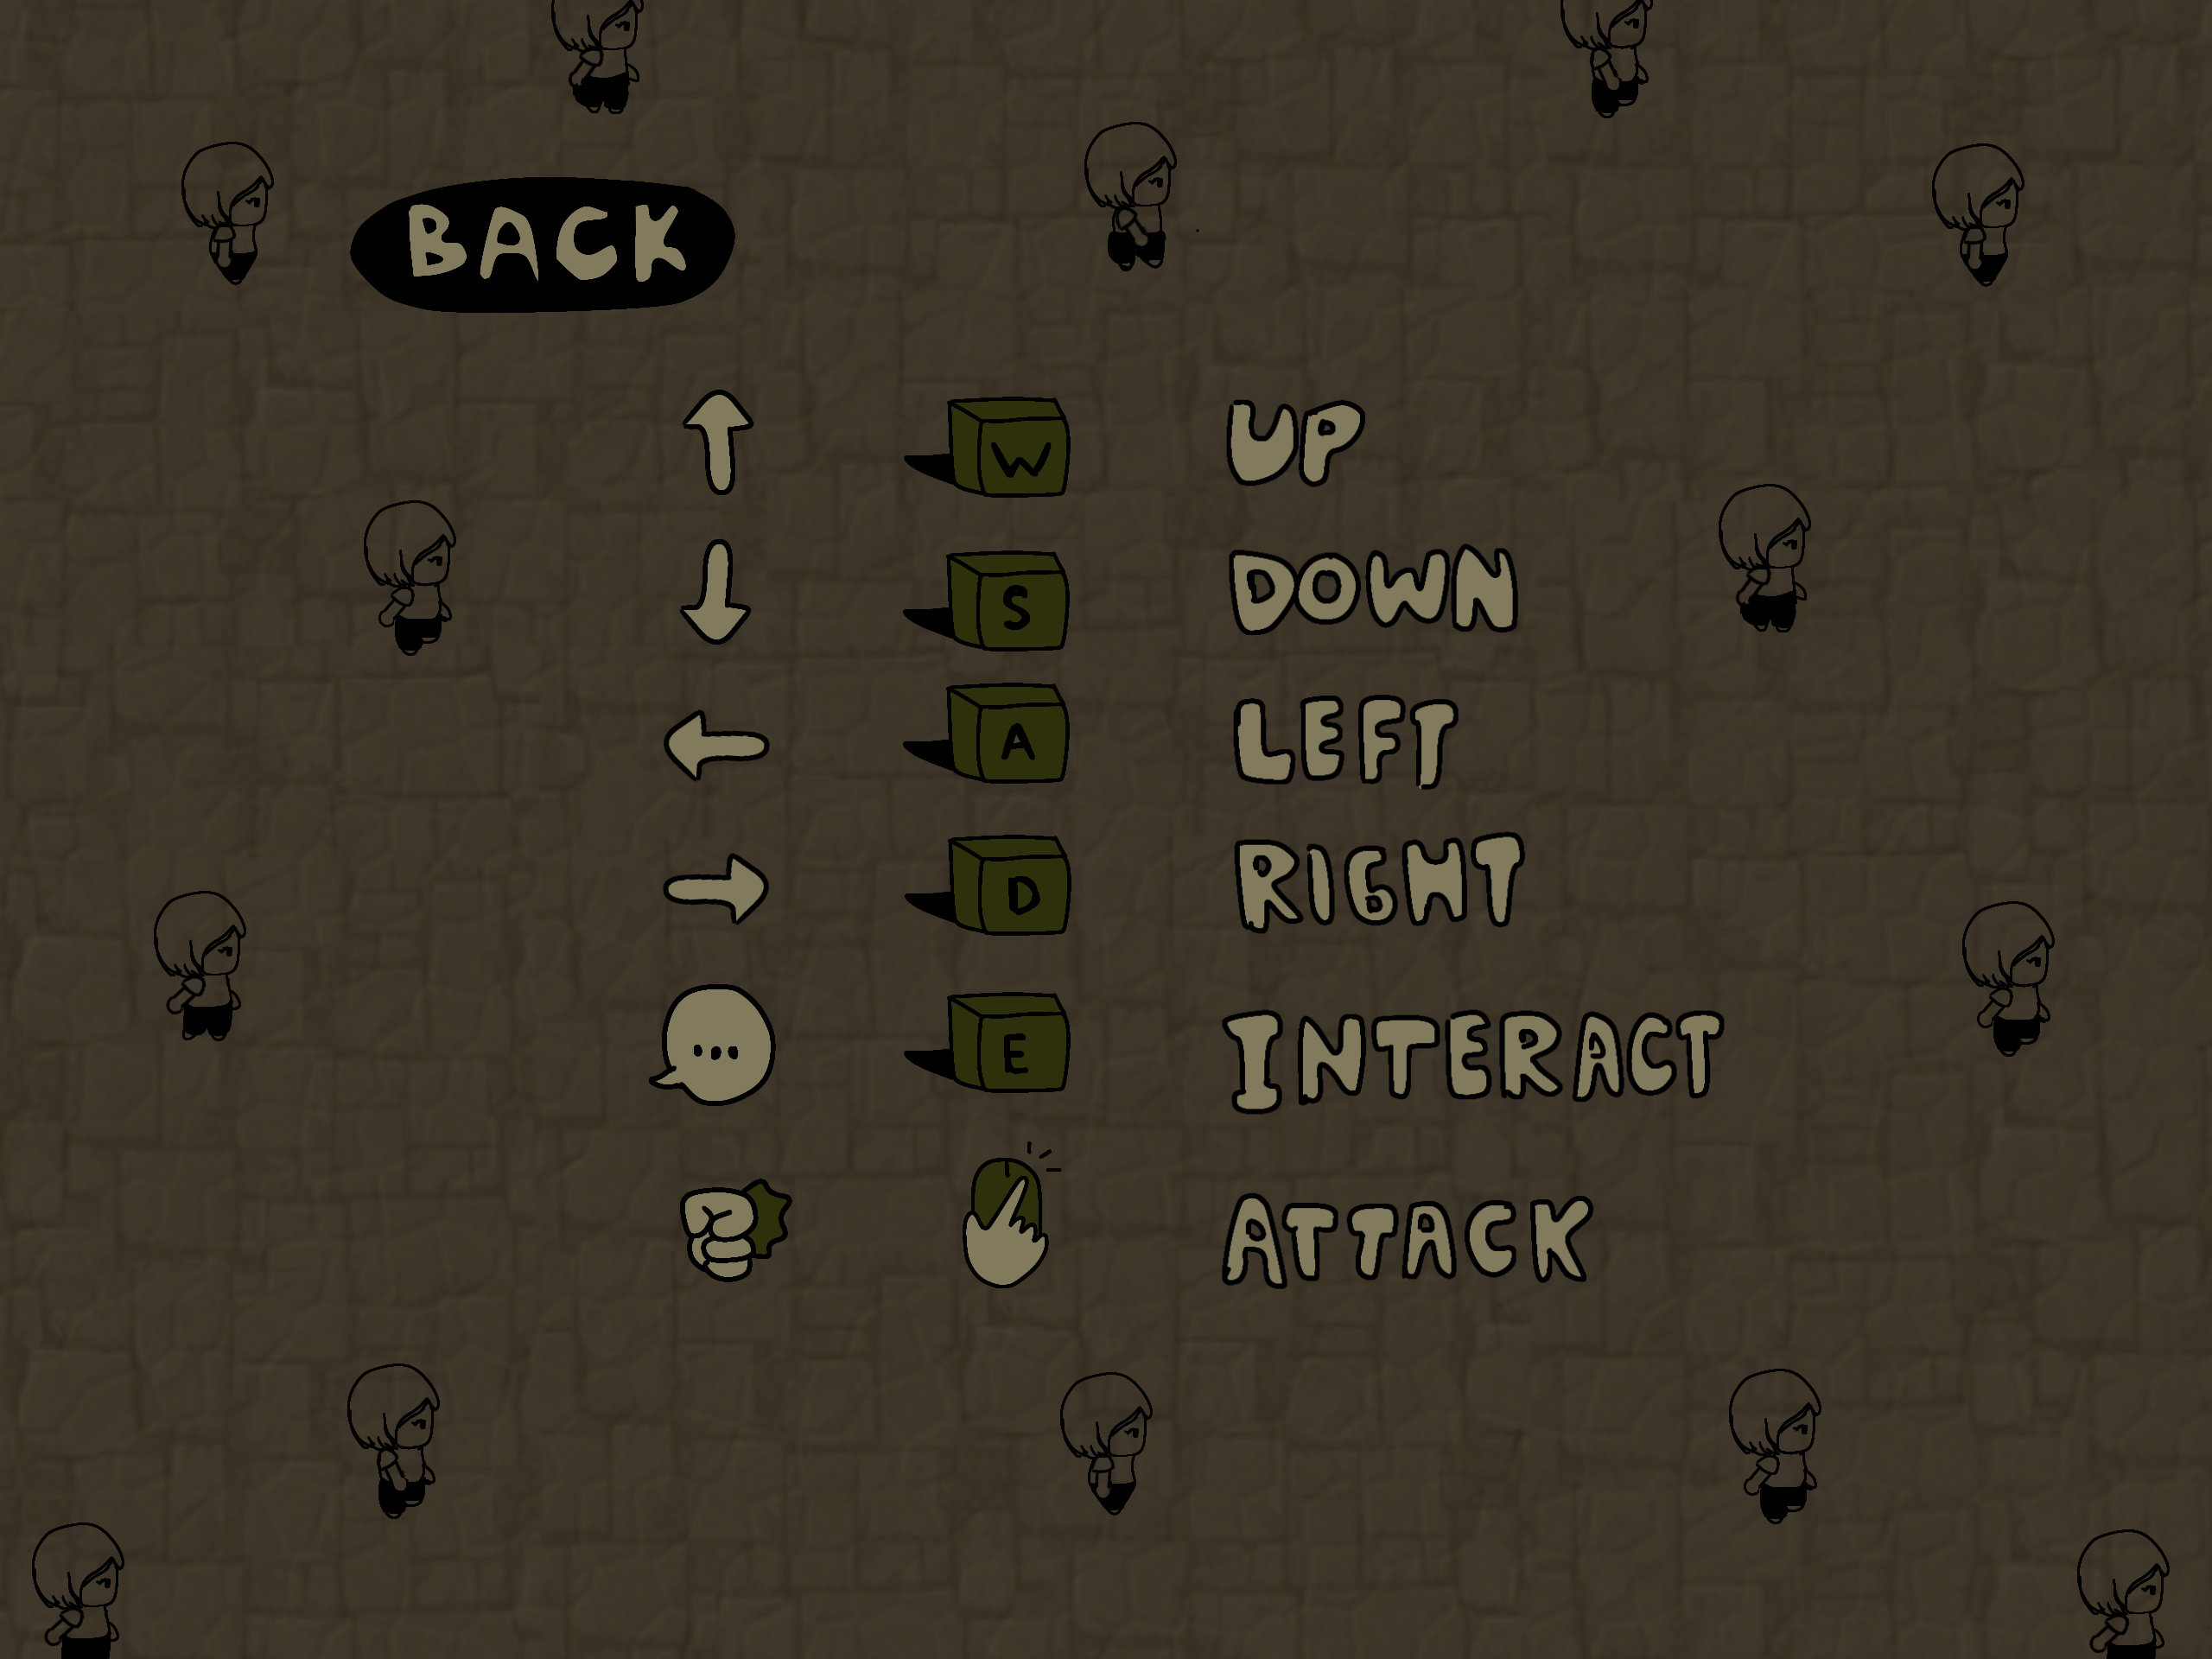 BACK
W UP
S DOWN
A LEFT
D RIGHT
... E INTERACT
ATTACK